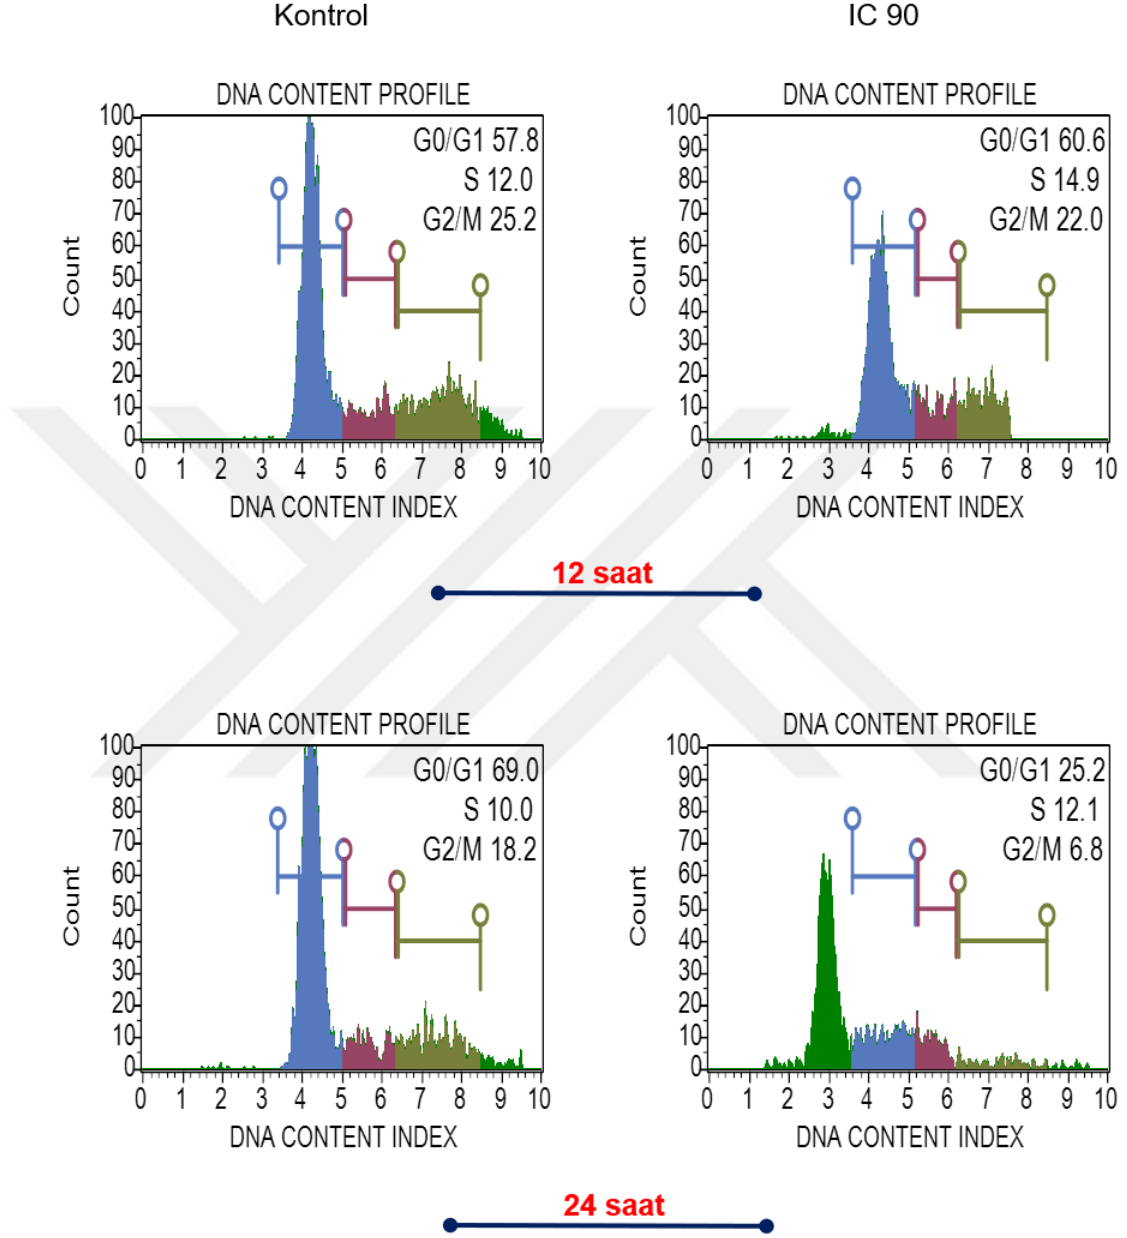 Kontrol
IC 90
DNA CONTENT PROFILE
G0/G1 57.8
S 12.0
G2/M 25.2
Count
100
90
80
70
60
50
40
30
20
10
0
0 1 2 3 4 5 6 7 8 9 10
DNA CONTENT INDEX
DNA CONTENT PROFILE
G0/G1 60.6
S 14.9
G2/M 22.0
Count
100
90
80
70
60
50
40
30
20
10
0
0 1 2 3 4 5 6 7 8 9 10
DNA CONTENT INDEX
12 saat
DNA CONTENT PROFILE
G0/G1 69.0
S 10.0
G2/M 18.2
Count
100
90
80
70
60
50
40
30
20
10
0
0 1 2 3 4 5 6 7 8 9 10
DNA CONTENT INDEX
DNA CONTENT PROFILE
G0/G1 25.2
S 12.1
G2/M 6.8
Count
100
90
80
70
60
50
40
30
20
10
0
0 1 2 3 4 5 6 7 8 9 10
DNA CONTENT INDEX
24 saat